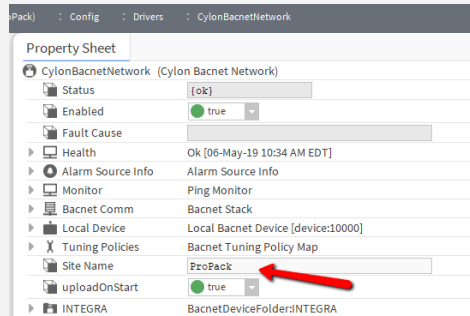 Pack) : Config : Drivers : CylonBacnetNetwork
Property Sheet
CylonBacnetNetwork (Cylon Bacnet Network)
Status {ok}
Enabled true
Fault Cause
Health Ok [06-May-19 10:34 AM EDT]
Alarm Source Info Alarm Source Info
Monitor Ping Monitor
Bacnet Comm Bacnet Stack
Local Device Local Bacnet Device [device:10000]
Tuning Policies Bacnet Tuning Policy Map
Site Name ProPack
uploadOnStart true
INTEGRA BacnetDeviceFolder:INTEGRA